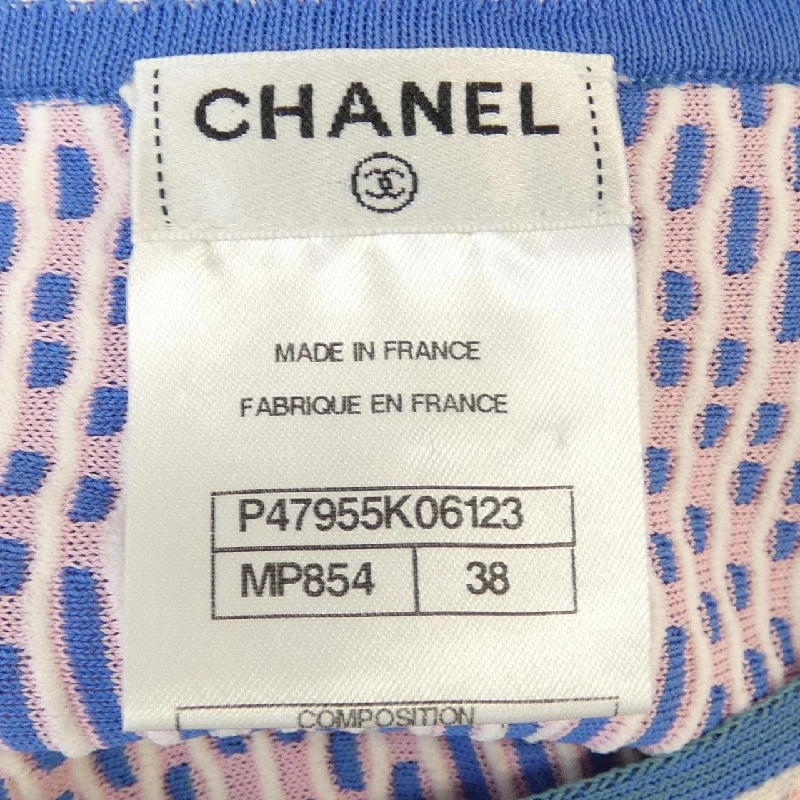 CHANEL
MADE IN FRANCE
FABRIQUE EN FRANCE
P47955K06123
MP854 38
COMPOSITION